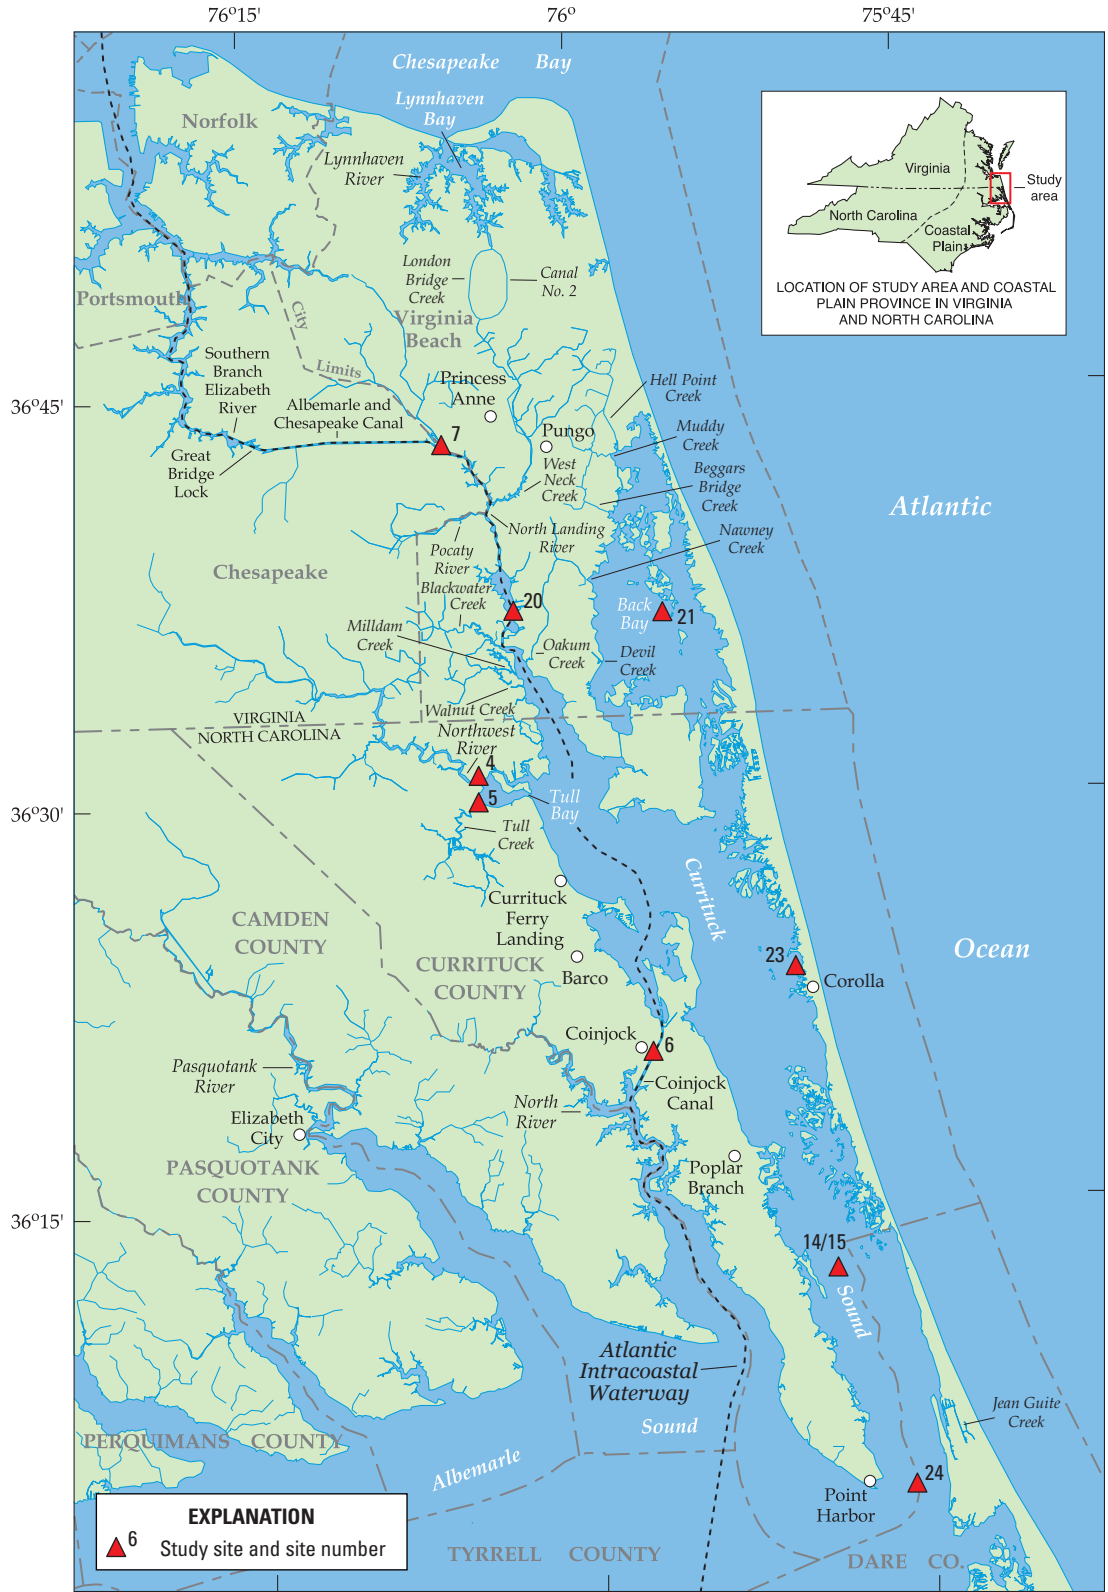 76°15'
76°
75°45'
Chesapeake Bay
Lynnhaven
Bay
Norfolk
Lynnhaven
River
Virginia
Study
area
North Carolina
Coastal
Plain
LOCATION OF STUDY AREA AND COASTAL
PLAIN PROVINCE IN VIRGINIA
AND NORTH CAROLINA
London
Bridge
Creek
Canal
No. 2
Portsmouth
City
Limits
Virginia
Beach
Southern
Branch
Elizabeth
River
Princess
Anne
Hell Point
Creek
36°45'
Albemarle and
Chesapeake Canal
7
Pungo
Muddy
Creek
Great
Bridge
Lock
West
Neck
Creek
Beggars
Bridge
Creek
Atlantic
North Landing
River
Nawney
Creek
Pocaty
River
Chesapeake
Blackwater
Creek
20
Back
Bay
21
Milldam
Creek
Oakum
Creek
Devil
Creek
Walnut Creek
VIRGINIA
NORTH CAROLINA
Northwest
River
4
5
Tull
Bay
36°30'
Tull
Creek
Currituck
Currituck
Ferry
Landing
CAMDEN
COUNTY
CURRITUCK
COUNTY
Barco
23
Ocean
Corolla
Coinjock
6
Pasquotank
River
Coinjock
Canal
North
River
Elizabeth
City
PASQUOTANK
COUNTY
Poplar
Branch
36°15'
14/15
Sound
Atlantic
Intracoastal
Waterway
Jean Guite
Creek
Sound
PERQUIMANS COUNTY
Albemarle
24
Point
Harbor
EXPLANATION
6 Study site and site number
TYRRELL COUNTY
DARE CO.